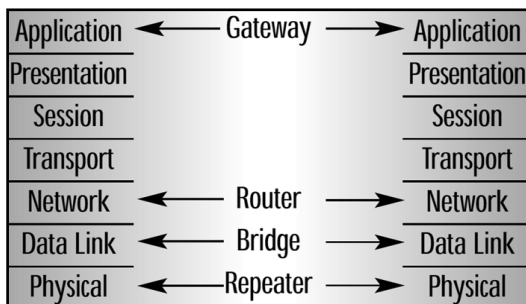 Application Gateway Application
Presentation Presentation
Session Session
Transport Transport
Network Router Network
Data Link Bridge Data Link
Physical Repeater Physical